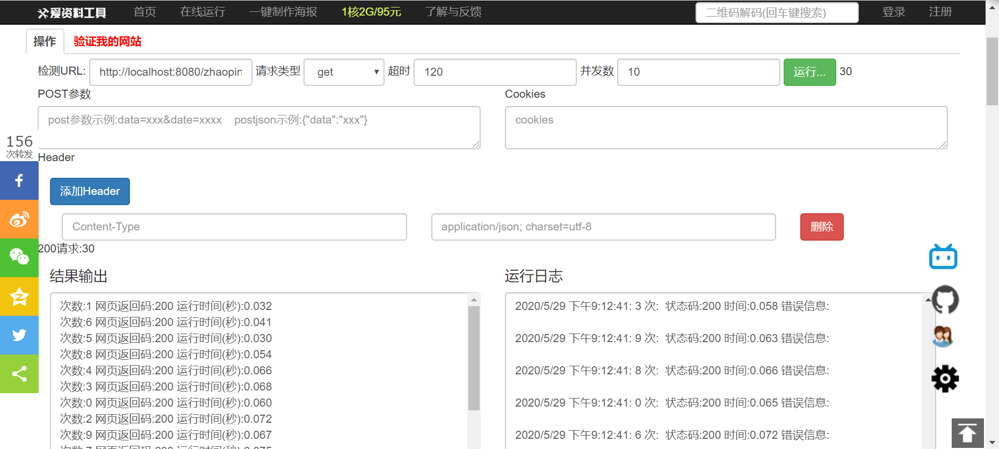 爱资料工具 首页 在线运行 一键制作海报 1核2G/95元 了解与反馈 二维码解码(回车键搜索) 登录 注册
操作 验证我的网站
检测URL: http://localhost:8080/zhaopin 请求类型 get 超时 120 并发数 10 运行... 30
POST参数 Cookies
post参数示例:data=xxx&date=xxxx postjson示例:{"data":"xxx"} cookies
156
次转发
Header
添加Header
Content-Type application/json; charset=utf-8 删除
200请求:30
结果输出 运行日志
次数:1 网页返回码:200 运行时间(秒):0.032
次数:6 网页返回码:200 运行时间(秒):0.041
次数:5 网页返回码:200 运行时间(秒):0.030
次数:8 网页返回码:200 运行时间(秒):0.054
次数:4 网页返回码:200 运行时间(秒):0.066
次数:3 网页返回码:200 运行时间(秒):0.068
次数:0 网页返回码:200 运行时间(秒):0.060
次数:2 网页返回码:200 运行时间(秒):0.072
次数:9 网页返回码:200 运行时间(秒):0.067
2020/5/29 下午9:12:41: 3 次: 状态码:200 时间:0.058 错误信息:
2020/5/29 下午9:12:41: 9 次: 状态码:200 时间:0.063 错误信息:
2020/5/29 下午9:12:41: 8 次: 状态码:200 时间:0.066 错误信息:
2020/5/29 下午9:12:41: 0 次: 状态码:200 时间:0.065 错误信息:
2020/5/29 下午9:12:41: 6 次: 状态码:200 时间:0.072 错误信息: